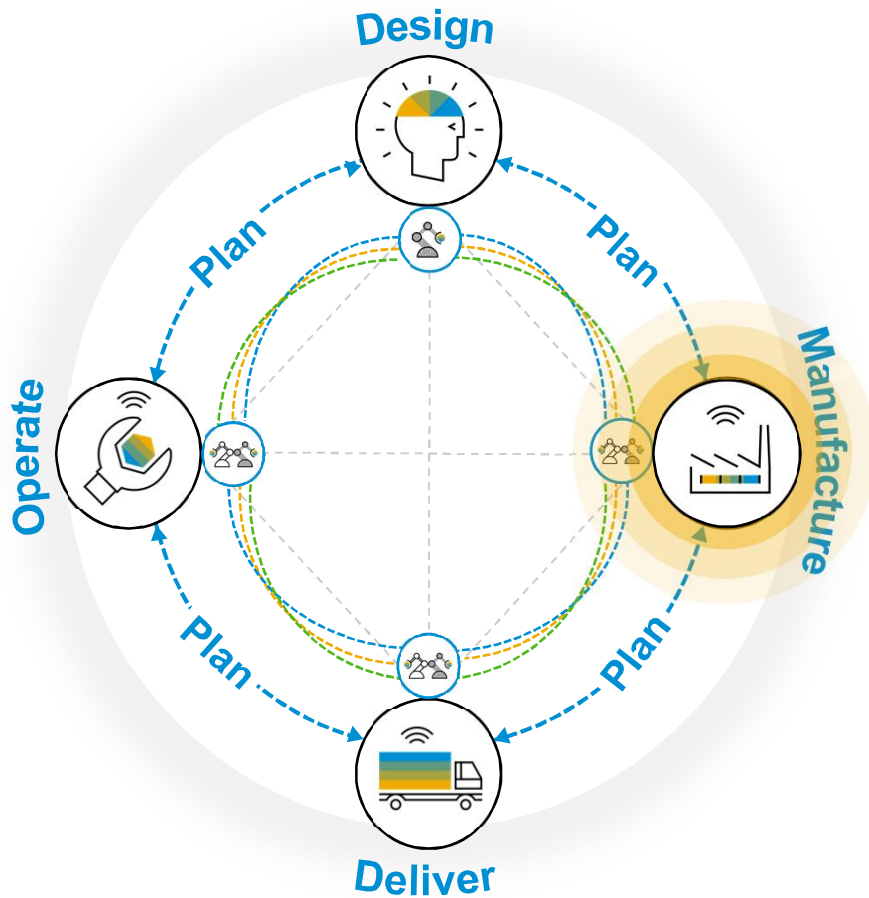 Design
Plan
Plan
Operate
Manufacture
Plan
Plan
Deliver